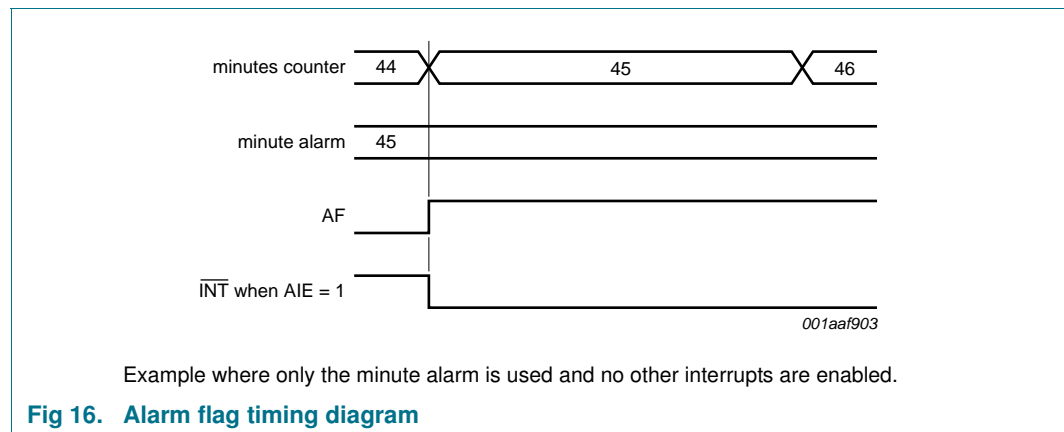 minutes counter 44 45 46
minute alarm 45
AF
INT when AIE = 1
001aaf903
Example where only the minute alarm is used and no other interrupts are enabled.
Fig 16. Alarm flag timing diagram